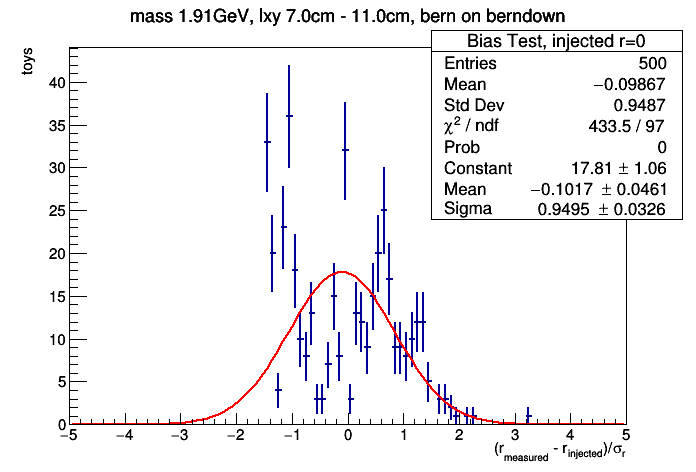 mass 1.91GeV, lxy 7.0cm - 11.0cm, bern on berndown
Bias Test, injected r=0
Entries 500
Mean −0.09867
Std Dev 0.9487
χ² / ndf 433.5 / 97
Prob 0
Constant 17.81 ± 1.06
Mean −0.1017 ± 0.0461
Sigma 0.9495 ± 0.0326
toys
40
35
30
25
20
15
10
5
0
−5 −4 −3 −2 −1 0 1 2 3 4 5
(r_measured - r_injected)/σ_r